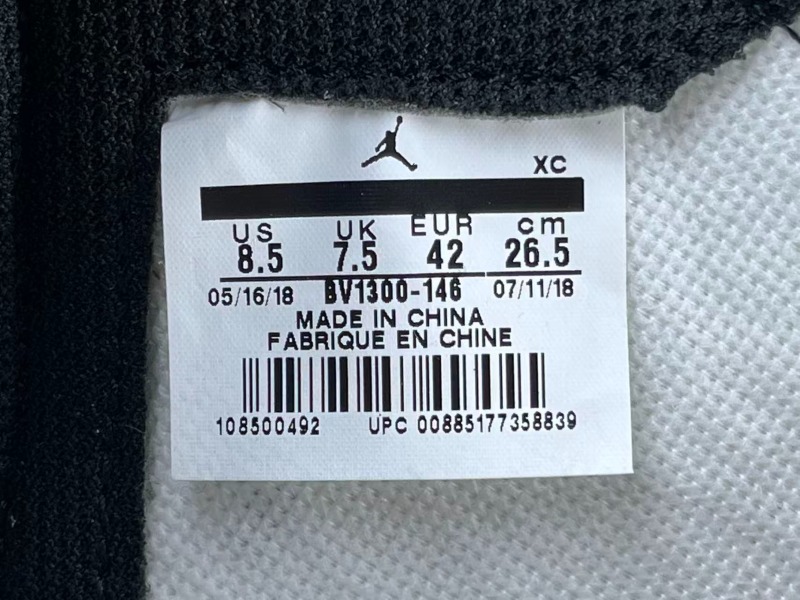 XC
US UK EUR cm
8.5 7.5 42 26.5
05/16/18 BV1300-146 07/11/18
MADE IN CHINA
FABRIQUE EN CHINE
108500492 UPC 00885177358839